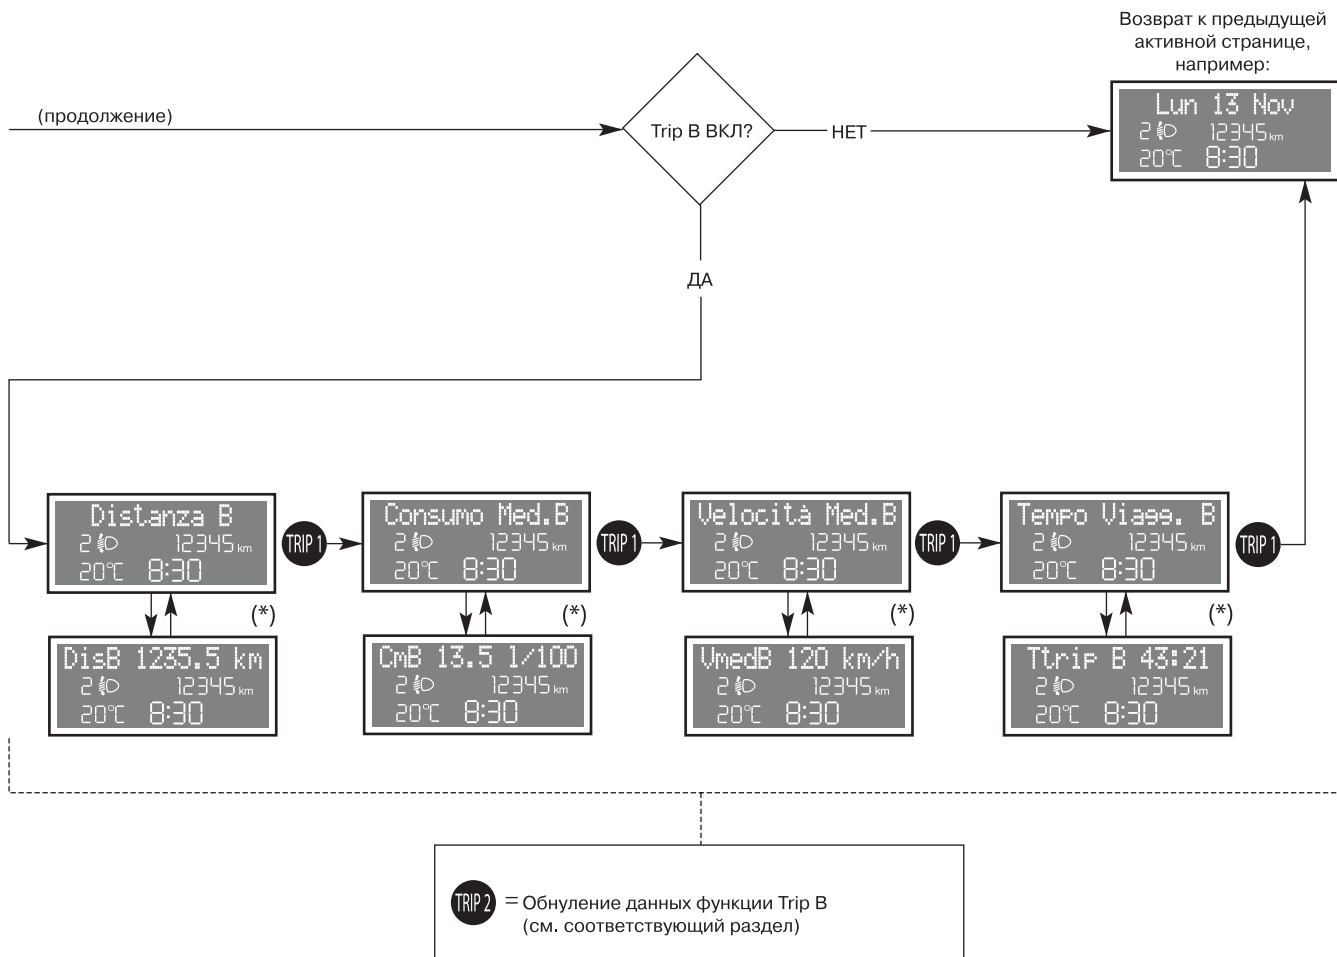 Возврат к предыдущей
активной странице,
например:
Lun 13 Nov
2 12345 km
20°C 8:30
(продолжение)
Trip B ВКЛ?
НЕТ
ДА
Distanza B
2 12345 km
20°C 8:30
TRIP 1
Consumo Med.B
2 12345 km
20°C 8:30
TRIP 1
Velocità Med.B
2 12345 km
20°C 8:30
TRIP 1
Tempo Viagg. B
2 12345 km
20°C 8:30
TRIP 1
(*)
(*)
(*)
(*)
DisB 1235.5 km
2 12345 km
20°C 8:30
CmB 13.5 l/100
2 12345 km
20°C 8:30
VmedB 120 km/h
2 12345 km
20°C 8:30
Ttrip B 43:21
2 12345 km
20°C 8:30
TRIP 2 = Обнуление данных функции Trip B
(см. соответствующий раздел)